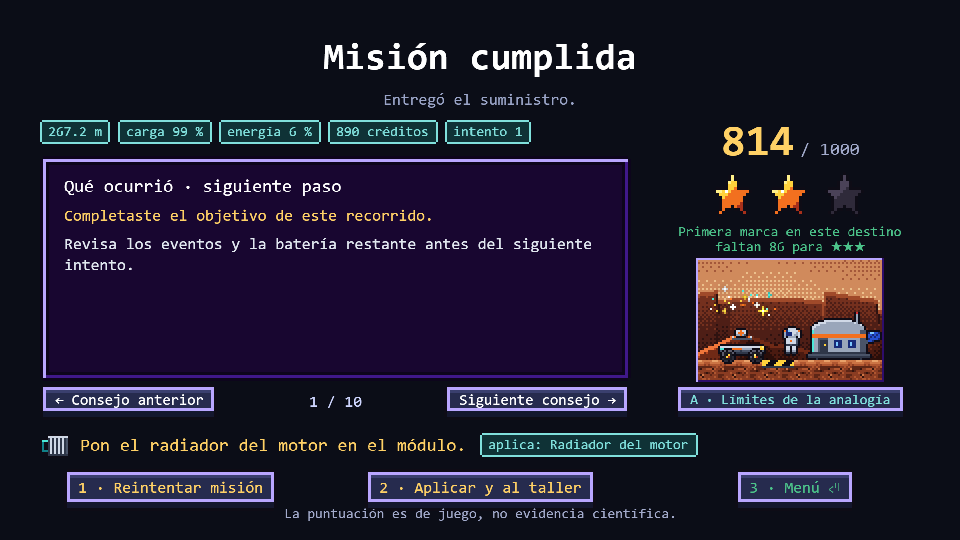 Misión cumplida
Entregó el suministro.
267.2 m
carga 99 %
energía 6 %
890 créditos
intento 1
814 / 1000
Primera marca en este destino
faltan 86 para ★★★
Qué ocurrió · siguiente paso
Completaste el objetivo de este recorrido.
Revisa los eventos y la batería restante antes del siguiente
intento.
← Consejo anterior
1 / 10
Siguiente consejo →
A · Límites de la analogía
Pon el radiador del motor en el módulo.
aplica: Radiador del motor
1 · Reintentar misión
2 · Aplicar y al taller
3 · Menú
La puntuación es de juego, no evidencia científica.